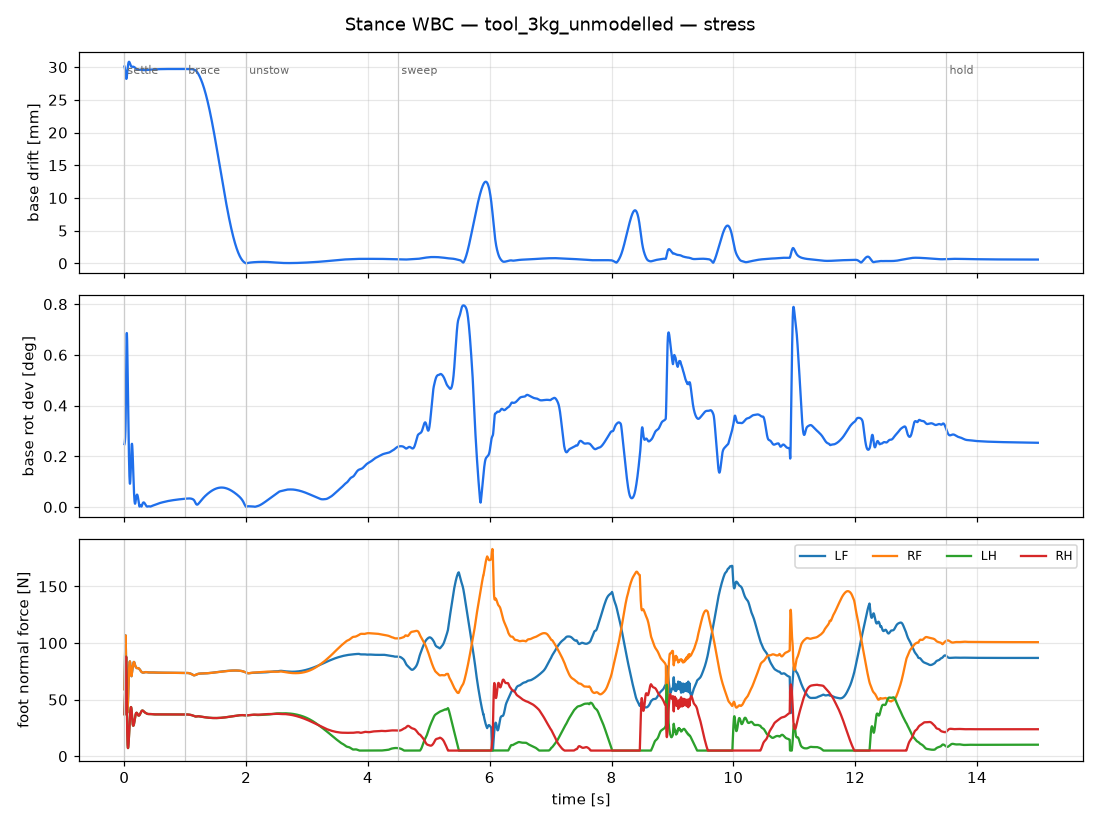 Stance WBC — tool_3kg_unmodelled — stress
settle brace unstow sweep hold
base drift [mm]
30
25
20
15
10
5
0
base rot dev [deg]
0.8
0.6
0.4
0.2
0.0
foot normal force [N]
LF RF LH RH
150
100
50
0
0 2 4 6 8 10 12 14
time [s]